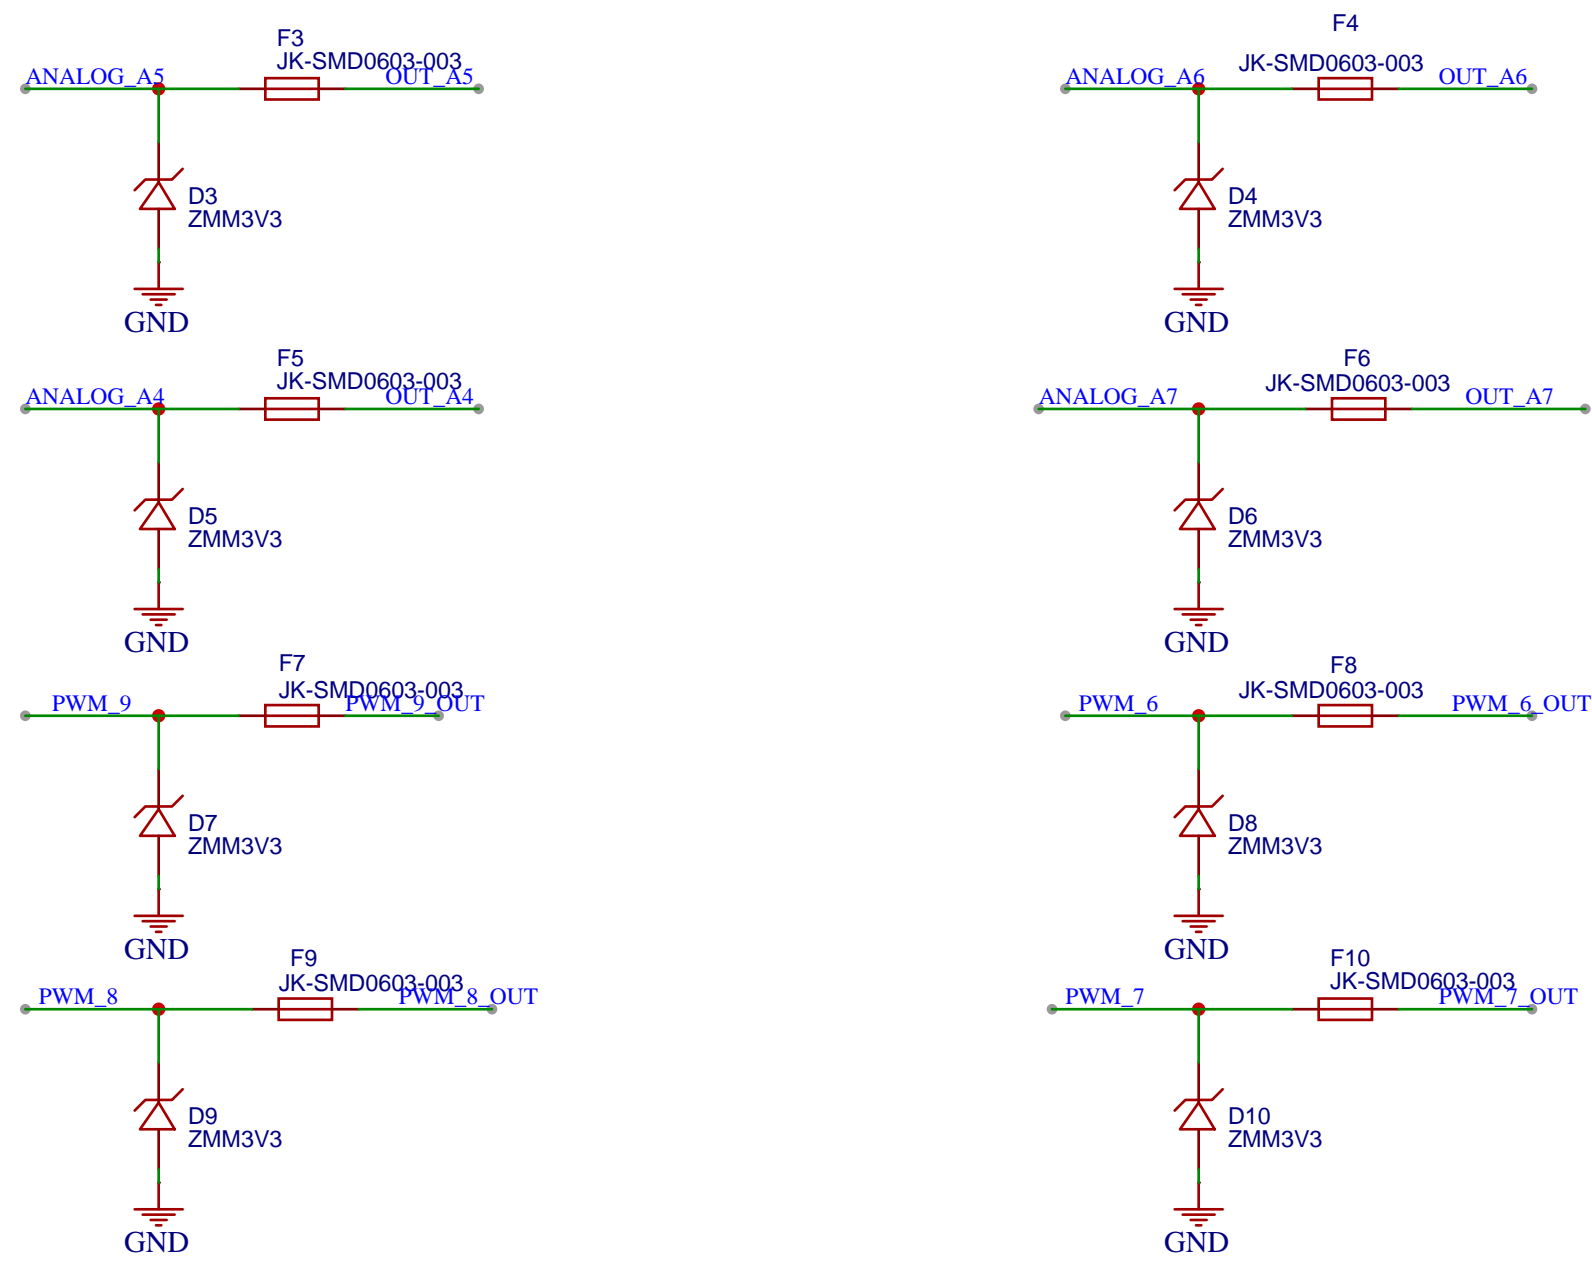 F3
JK-SMD0603-003
ANALOG_A5
OUT_A5
D3
ZMM3V3
GND
F4
JK-SMD0603-003
ANALOG_A6
OUT_A6
D4
ZMM3V3
GND
F5
JK-SMD0603-003
ANALOG_A4
OUT_A4
D5
ZMM3V3
GND
F6
JK-SMD0603-003
ANALOG_A7
OUT_A7
D6
ZMM3V3
GND
F7
JK-SMD0603-003
PWM_9
PWM_9_OUT
D7
ZMM3V3
GND
F8
JK-SMD0603-003
PWM_6
PWM_6_OUT
D8
ZMM3V3
GND
F9
JK-SMD0603-003
PWM_8
PWM_8_OUT
D9
ZMM3V3
GND
F10
JK-SMD0603-003
PWM_7
PWM_7_OUT
D10
ZMM3V3
GND